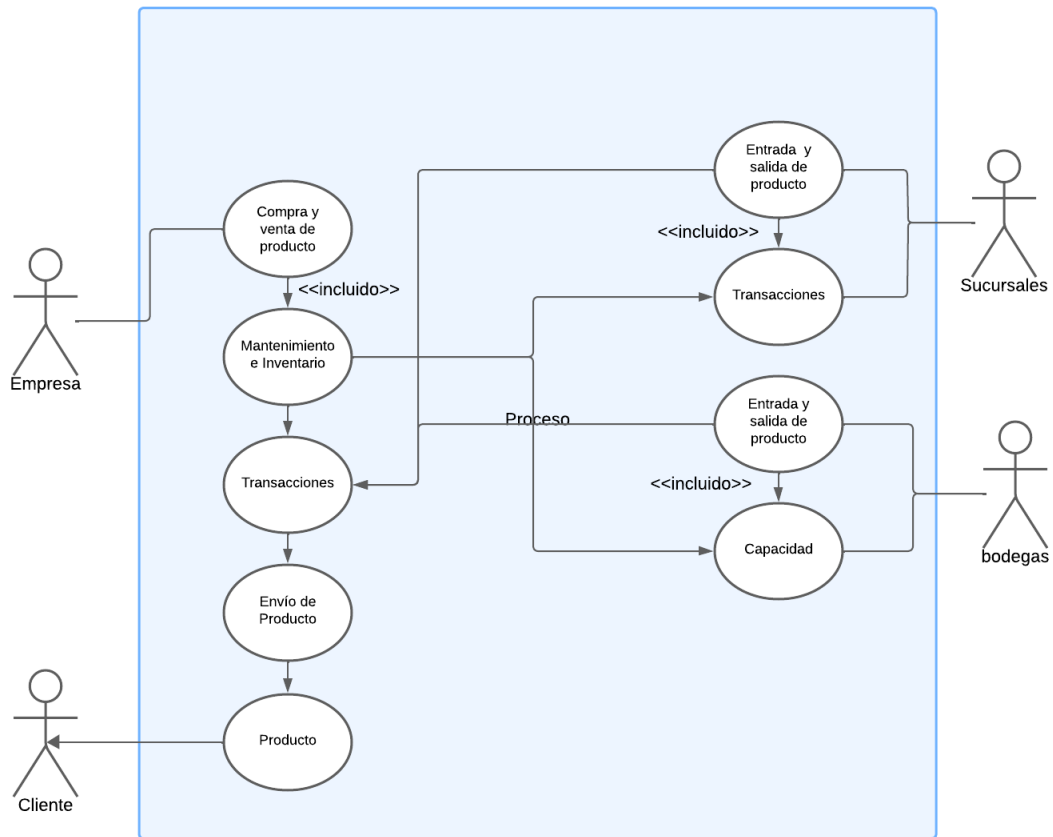 Entrada y
salida de
producto
Compra y
venta de
producto
<<incluido>>
Sucursales
<<incluido>>
Transacciones
Mantenimiento
e Inventario
Empresa
Entrada y
salida de
producto
Proceso
Transacciones
<<incluido>>
Capacidad
bodegas
Envío de
Producto
Producto
Cliente